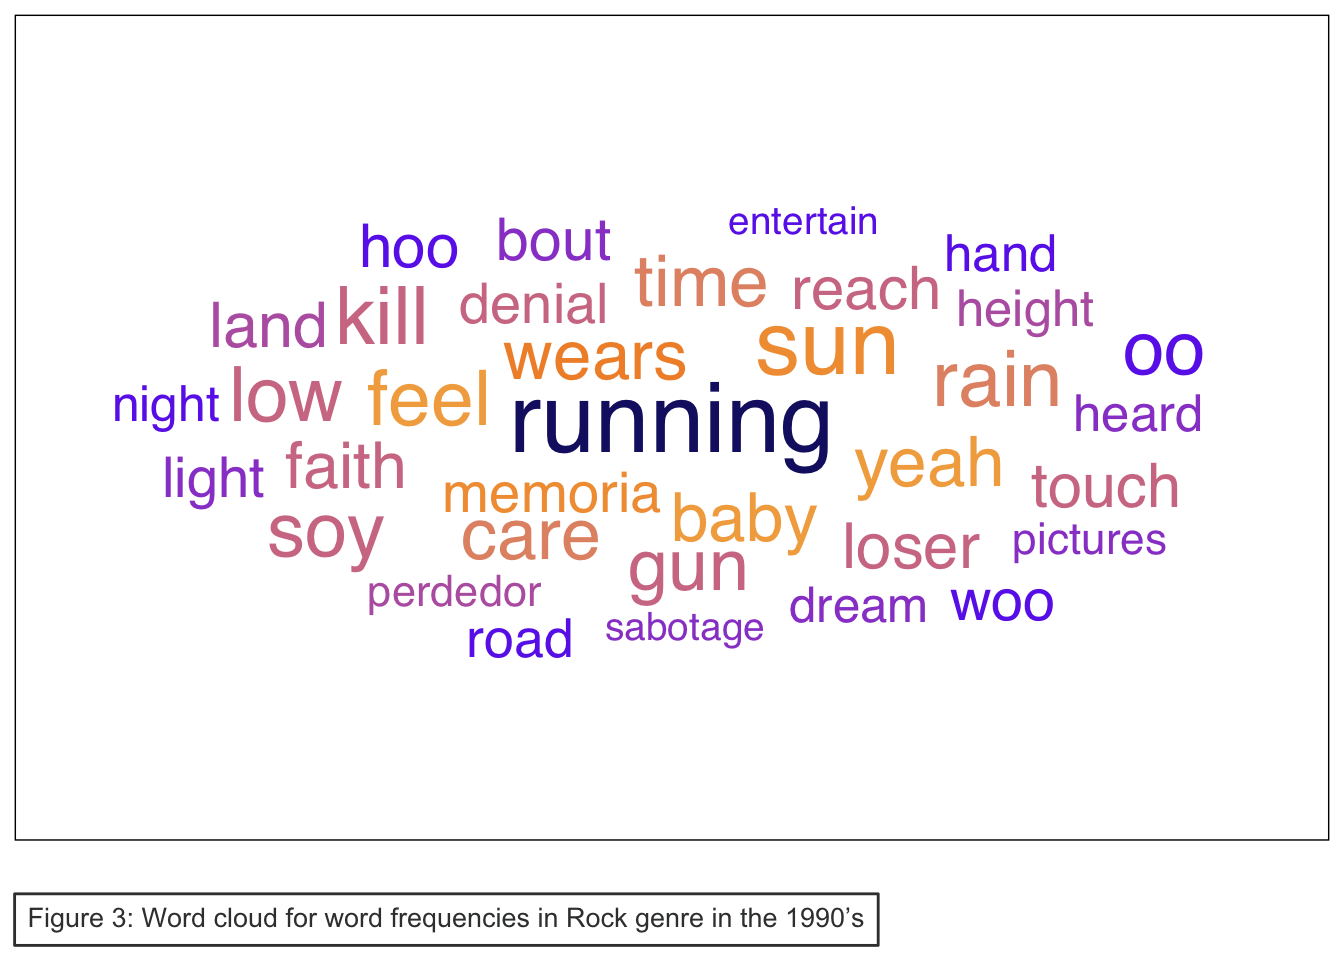 entertain
hoo
bout
hand
time
reach
denial
height
land
kill
wears
sun
oo
night
low
feel
running
rain
heard
light
faith
memoria
yeah
touch
soy
care
baby
loser
pictures
gun
perdedor
dream
woo
road
sabotage
Figure 3: Word cloud for word frequencies in Rock genre in the 1990’s